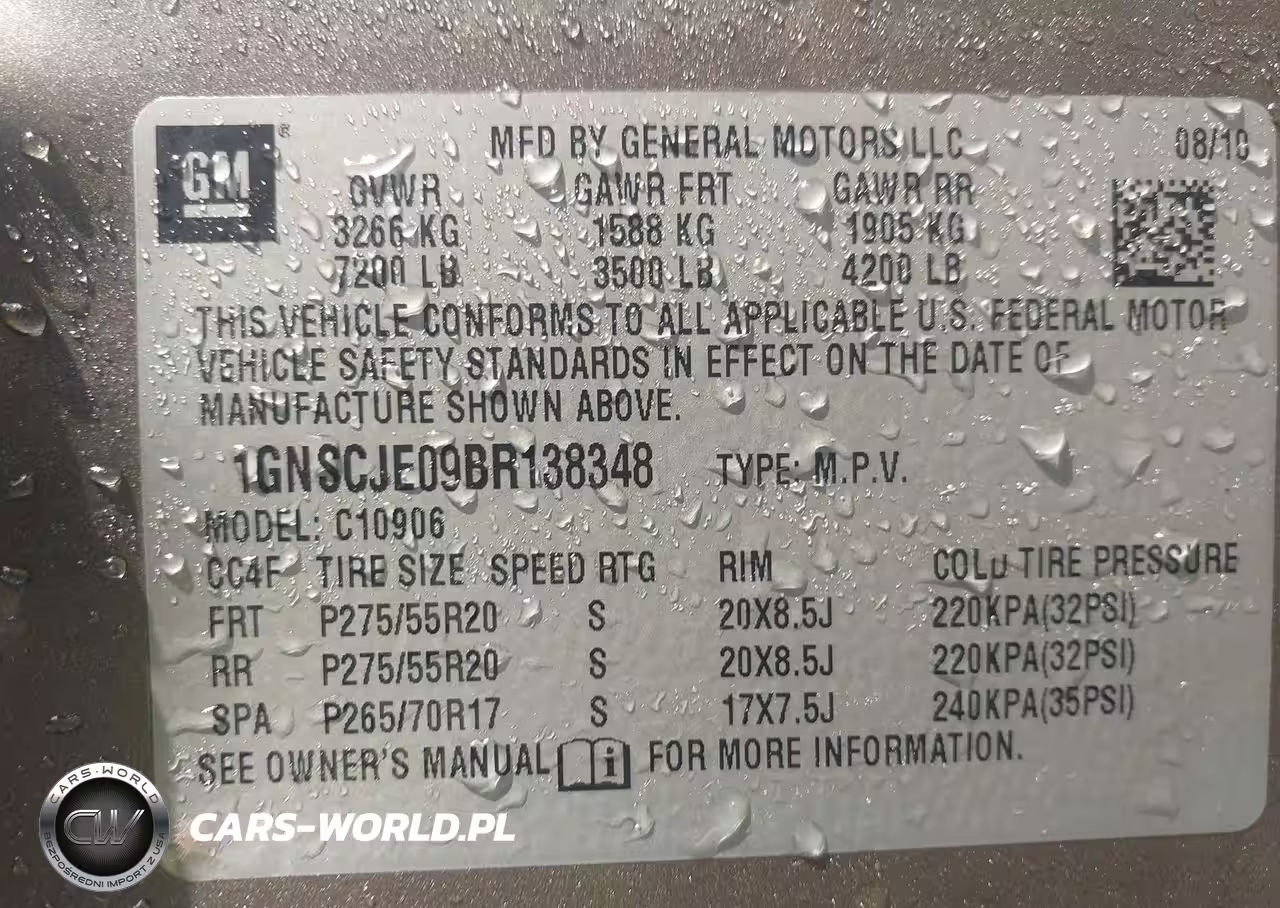 GM®
MFD BY GENERAL MOTORS LLC 08/10
GVWR GAWR FRT GAWR RR
3266 KG 1588 KG 1905 KG
7200 LB 3500 LB 4200 LB
THIS VEHICLE CONFORMS TO ALL APPLICABLE U.S. FEDERAL MOTOR
VEHICLE SAFETY STANDARDS IN EFFECT ON THE DATE OF
MANUFACTURE SHOWN ABOVE.
1GNSCJE09BR138348 TYPE: M.P.V.
MODEL: C10906
CC4F TIRE SIZE SPEED RTG RIM COLD TIRE PRESSURE
FRT P275/55R20 S 20X8.5J 220KPA(32PSI)
RR P275/55R20 S 20X8.5J 220KPA(32PSI)
SPA P265/70R17 S 17X7.5J 240KPA(35PSI)
SEE OWNER'S MANUAL i FOR MORE INFORMATION.
CARS-WORLD
CW
BEZPOŚREDNI IMPORT Z USA
CARS-WORLD.PL